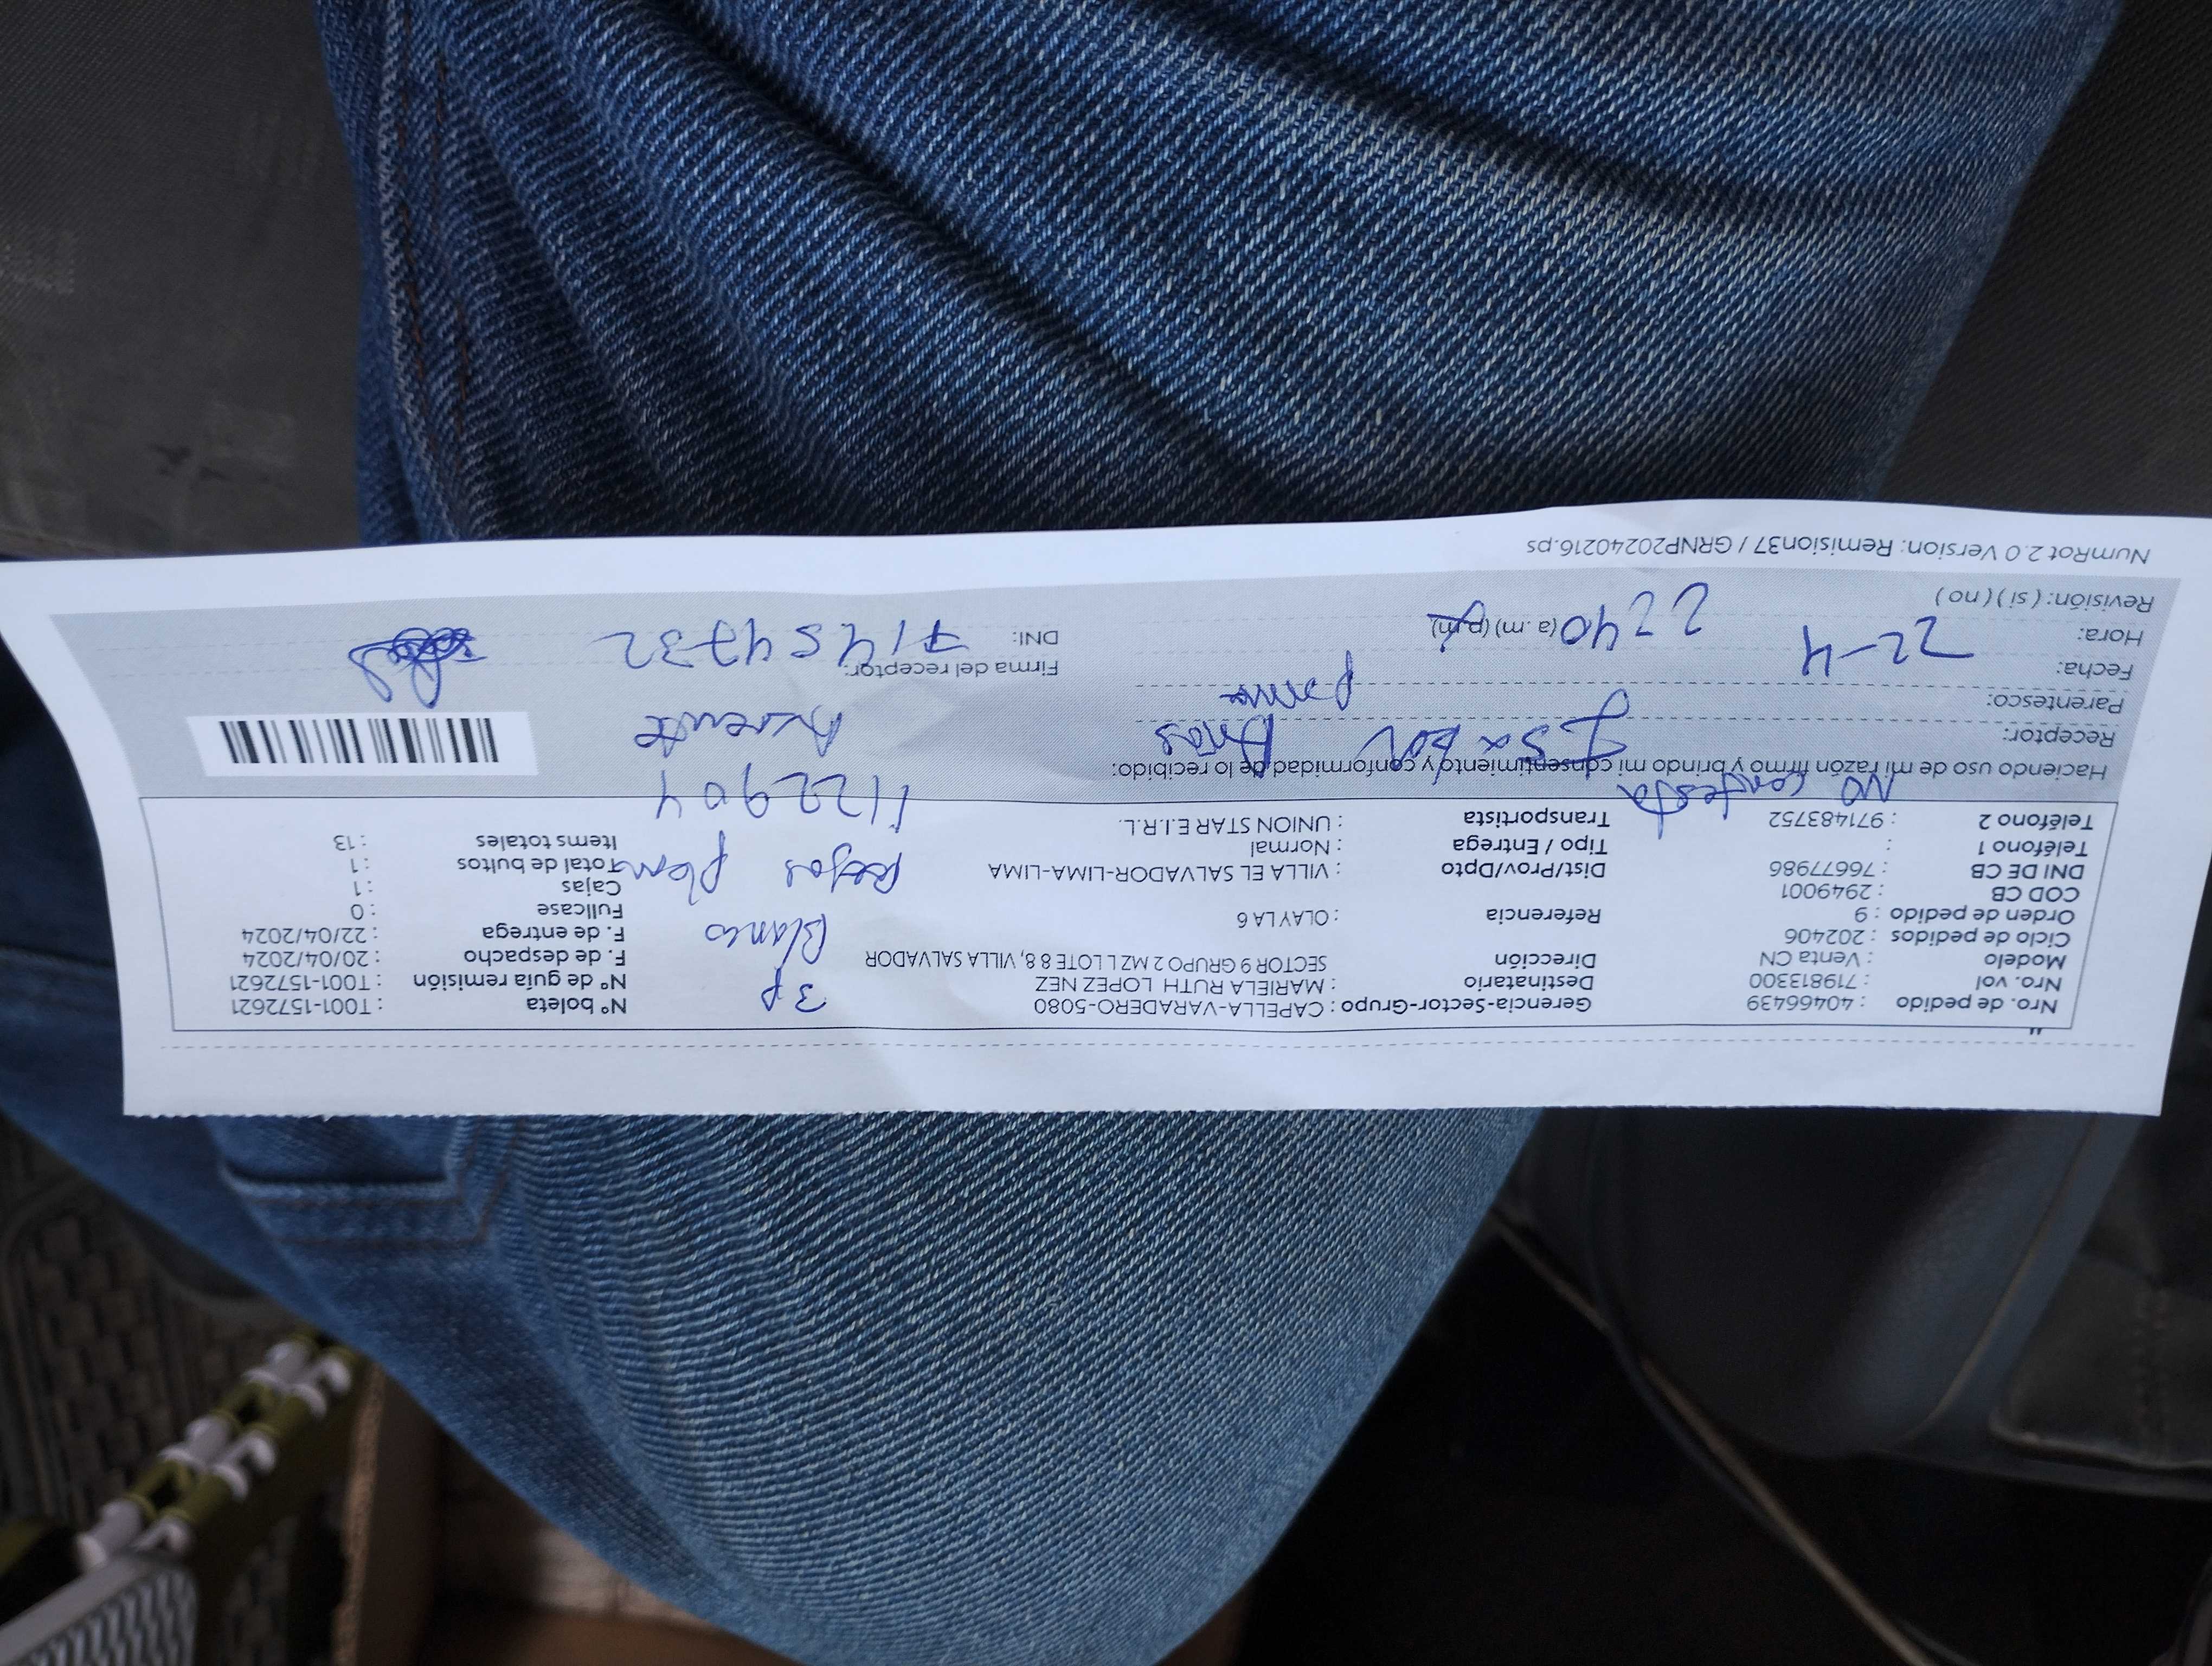 Nro. de pedido : 40466439 Gerencia-Sector-Grupo : CAPELLA-VARADERO-5080 3p N° boleta : T001-1572621
Nro. vol : 719813300 Destinatario : MARIELA RUTH LOPEZ NEZ N° de guía remisión : T001-1572621
Modelo : Venta CN Dirección SECTOR 9 GRUPO 2 MZ L LOTE 8 8, VILLA SALVADOR F. de despacho : 20/04/2024
Ciclo de pedidos : 202406 Blanco F. de entrega : 22/04/2024
Orden de pedido : 9 Referencia : OLAYLA 6 Fullcase : 0
COD CB : 2949001 Cajas : 1
DNI DE CB : 76677986 Dist/Prov/Dpto : VILLA EL SALVADOR-LIMA-LIMA Rejas Total de bultos : 1
Teléfono 1 : Tipo / Entrega : Normal Items totales : 13
Teléfono 2 : 971483752 Transportista : UNION STAR E.I.R.L. 1122904
No contesta
Haciendo uso de mi razón firmo y brindo mi consentimiento y conformidad de lo recibido:
Receptor: Arias Ausente
Parentesco: prima
Fecha: 22-4 Firma del receptor:
Hora: 2240 (a.m) (p.m) DNI: 71454732
Revisión: ( si ) ( no )
NumRot 2.0 Version: Remision37 / GRNP20240216.ps